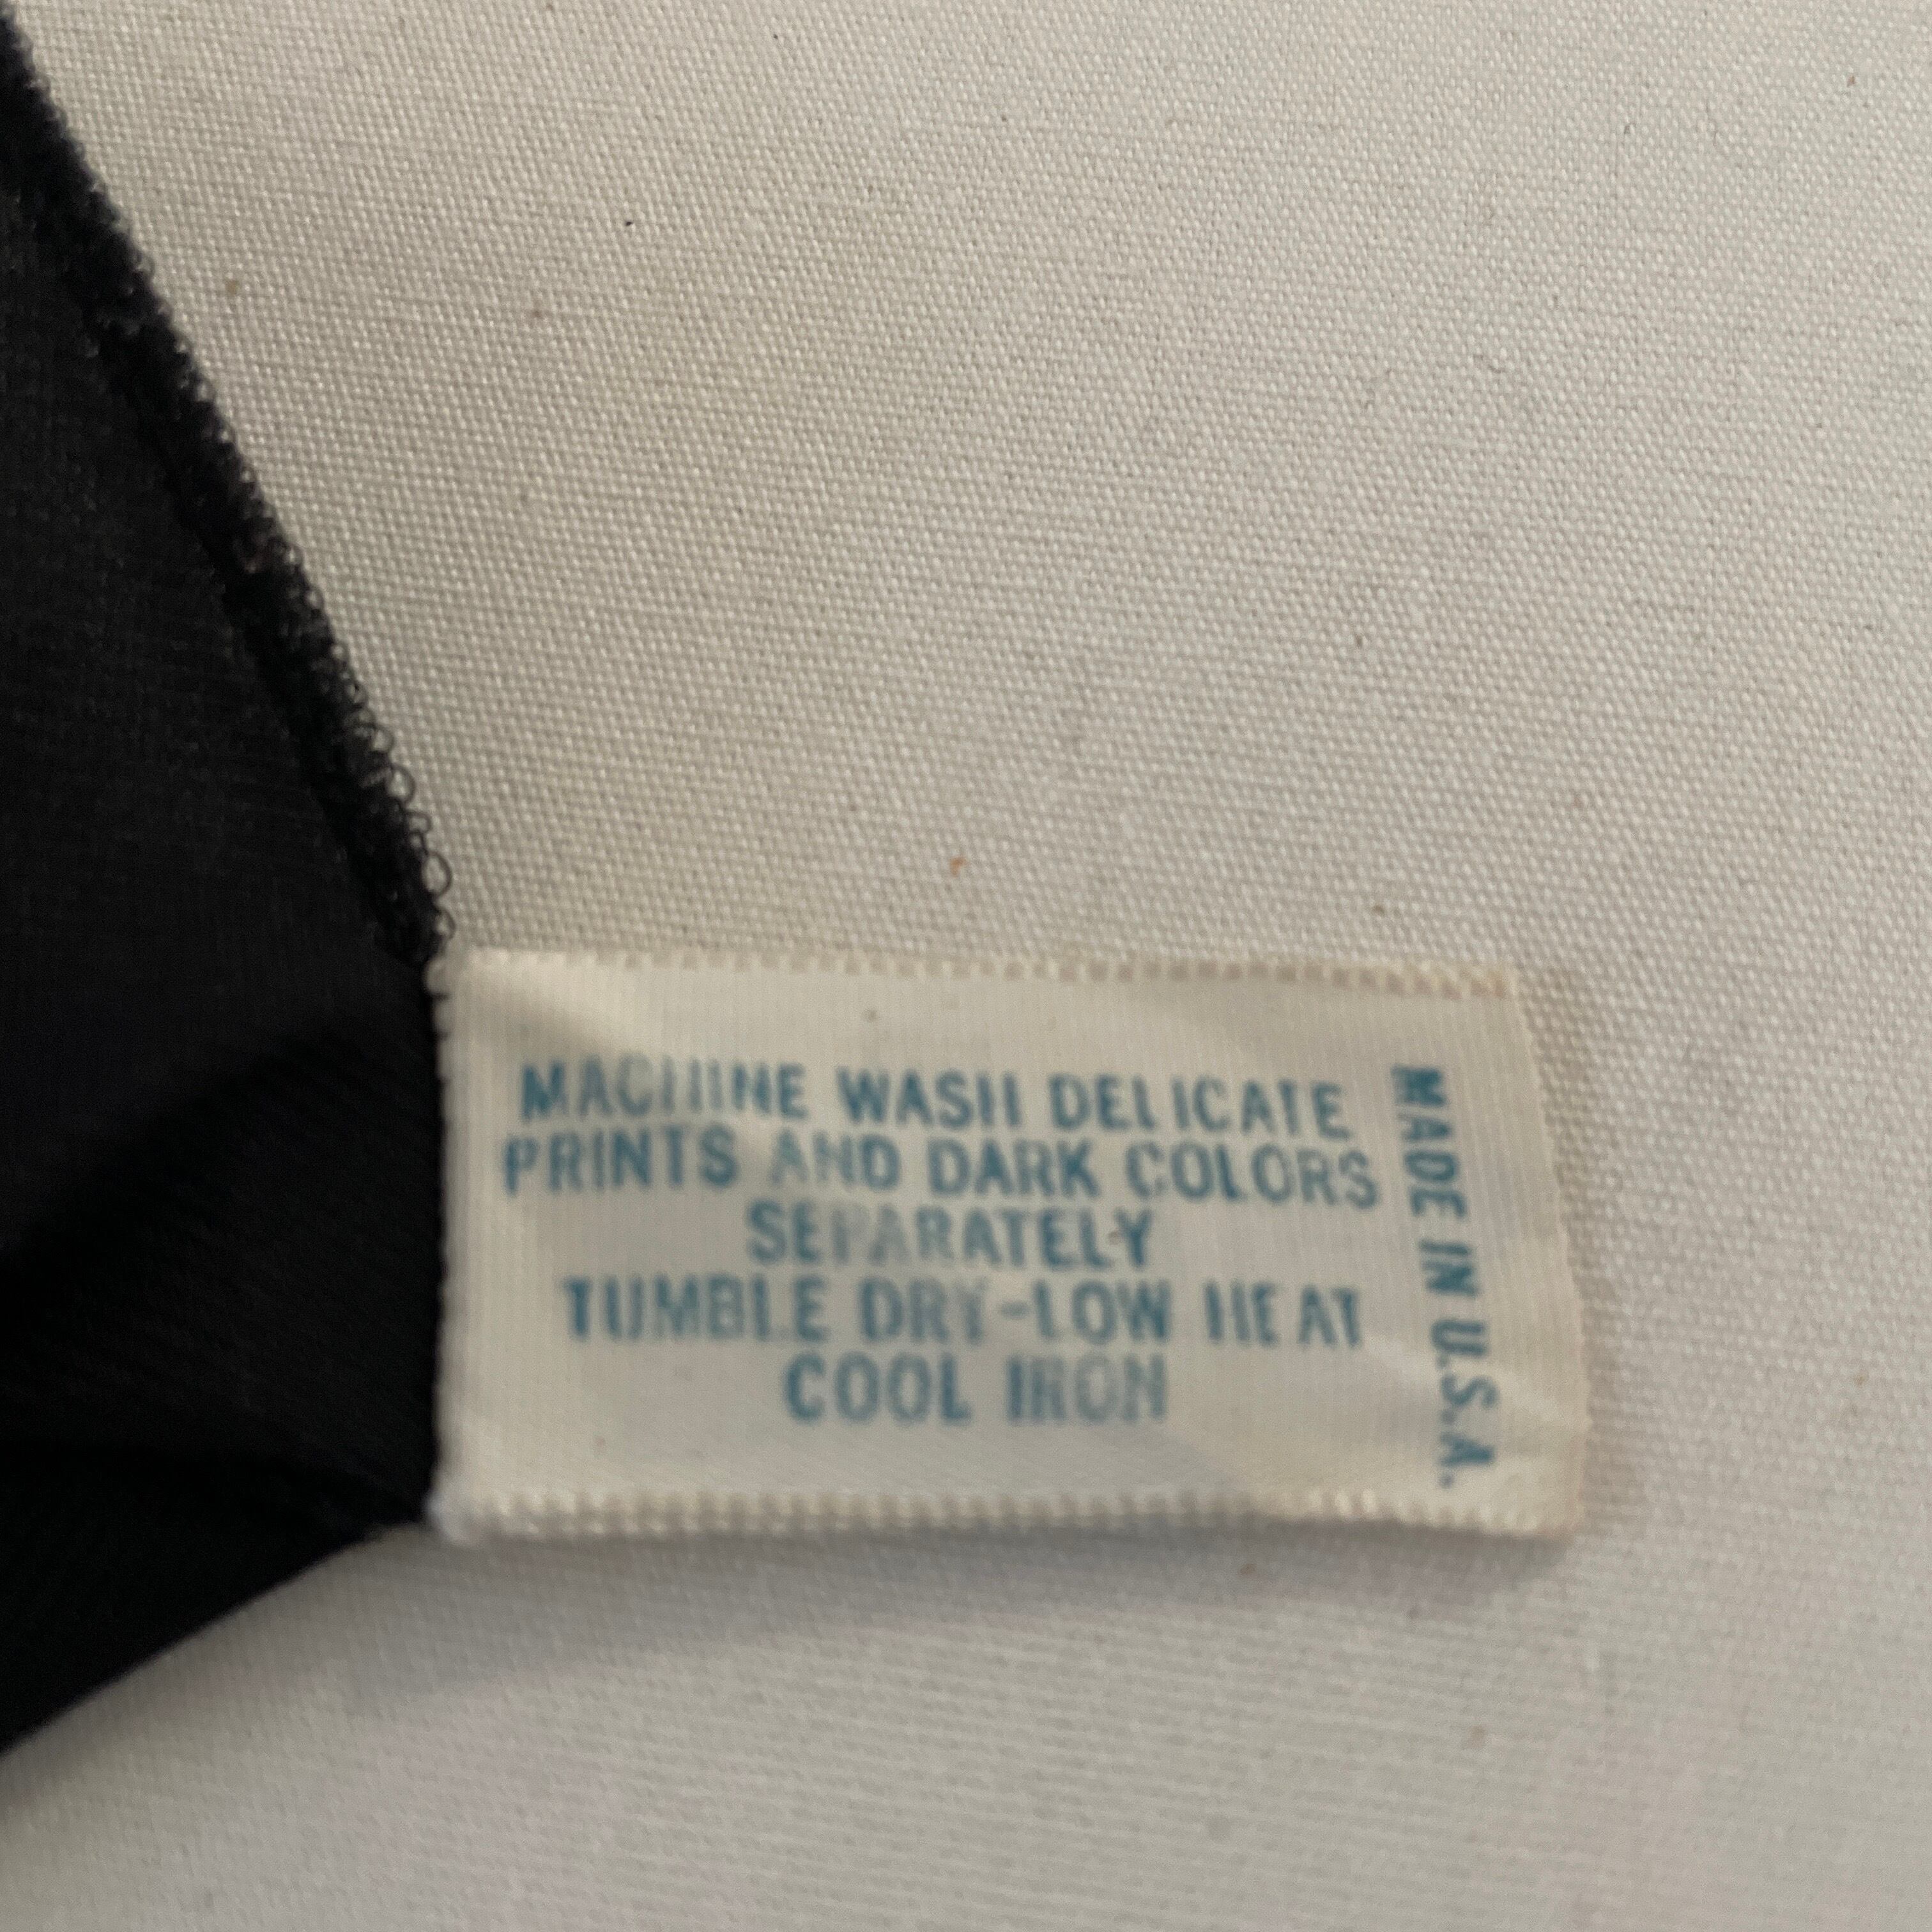 MACHINE WASH DELICATE
PRINTS AND DARK COLORS
SEPARATELY
TUMBLE DRY-LOW HEAT
COOL IRON
MADE IN U.S.A.